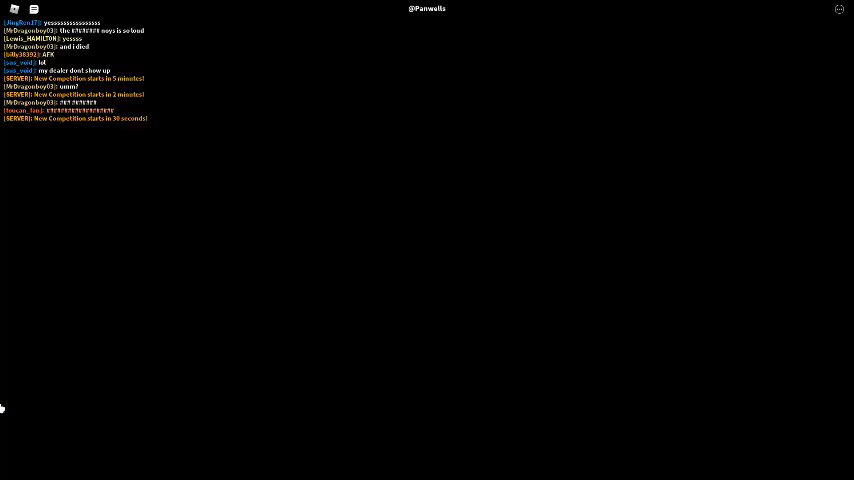 @Panwells
[JingRen17]: yesssssssssssssss
[MrDragonboy03]: the ######## noys is so loud
[Lewis_HAMILTON]: yessss
[MrDragonboy03]: and i died
[billy38392]: AFK
[sus_void]: lol
[sus_void]: my dealer dont show up
[SERVER]: New Competition starts in 5 minutes!
[MrDragonboy03]: umm?
[SERVER]: New Competition starts in 2 minutes!
[MrDragonboy03]: ### #######
[toucan_ian]: ##################
[SERVER]: New Competition starts in 30 seconds!